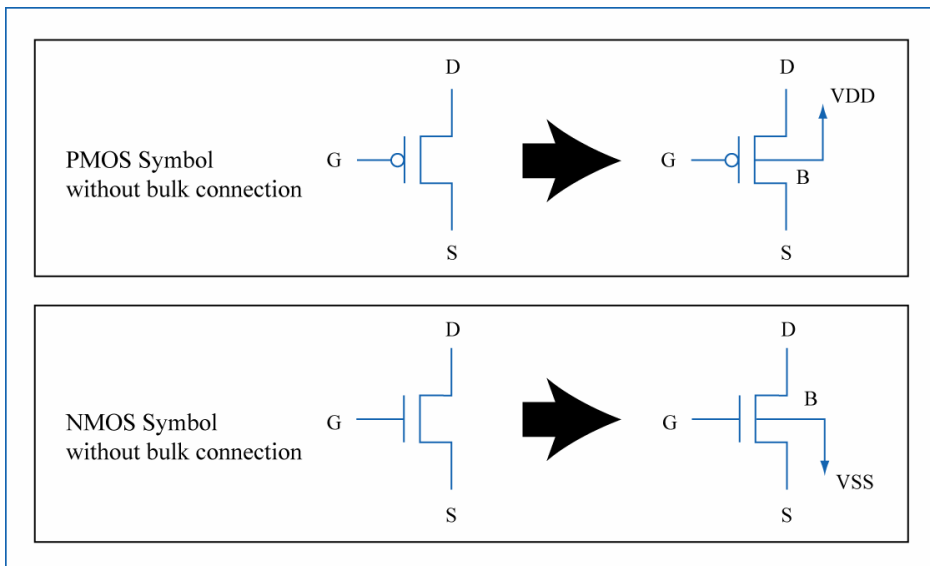 D
D
VDD
PMOS Symbol
without bulk connection
G
G
B
S
S
D
D
NMOS Symbol
without bulk connection
G
G
B
VSS
S
S